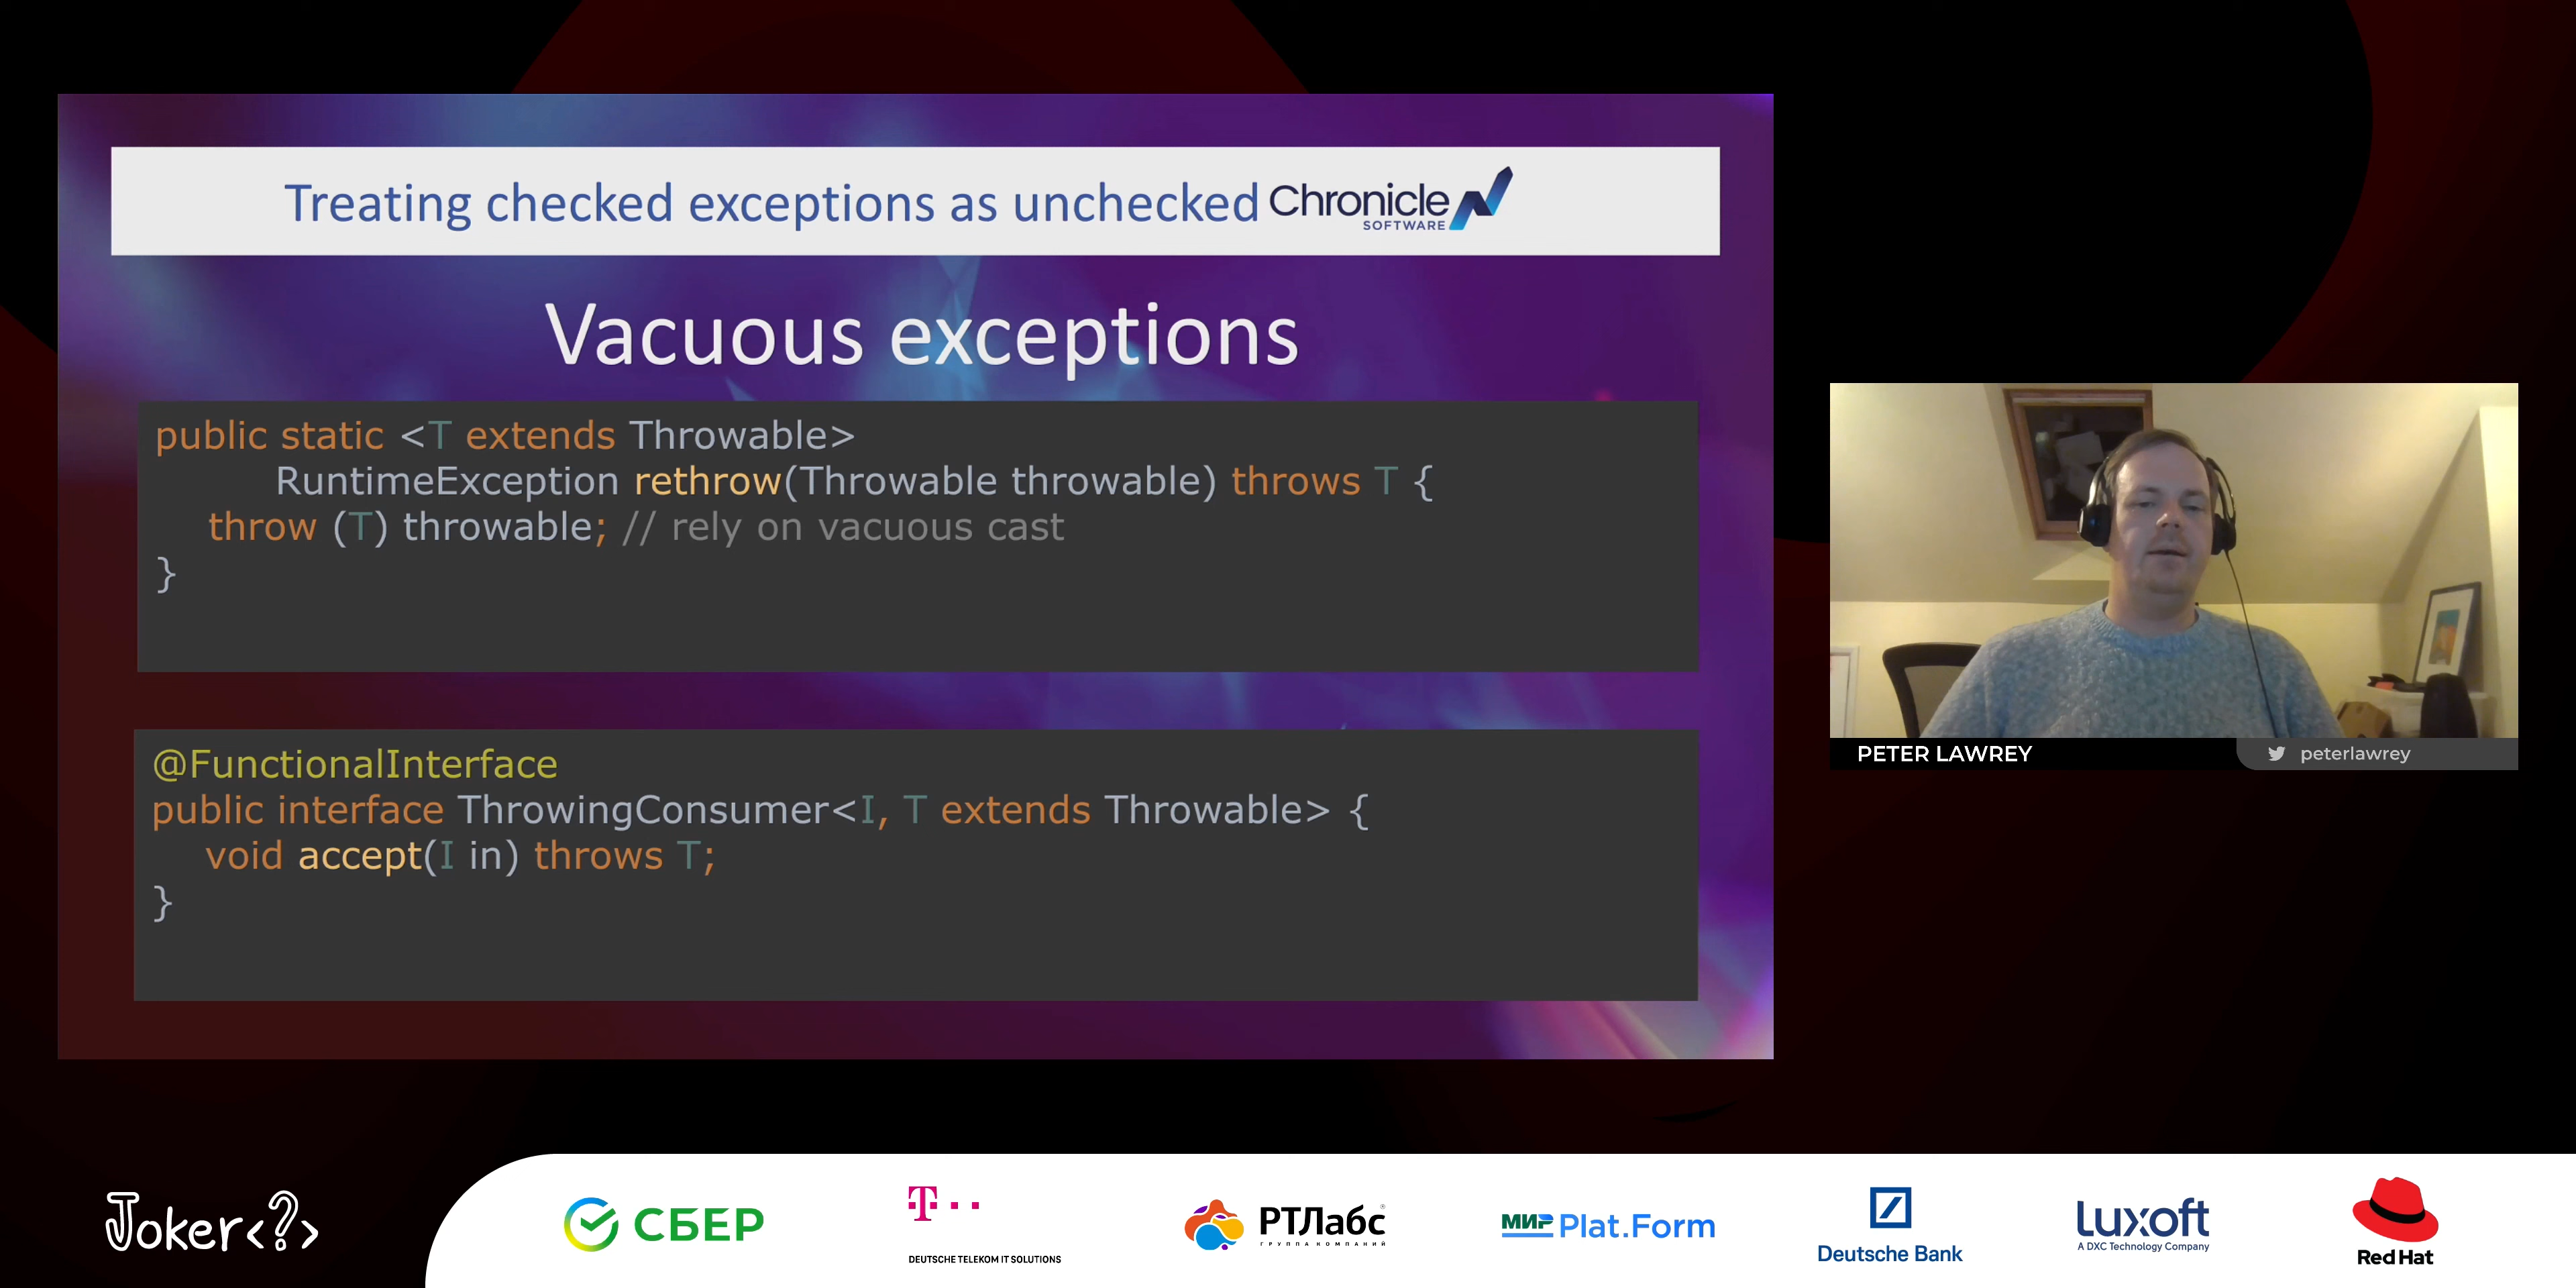 Treating checked exceptions as unchecked
Chronicle
SOFTWARE
Vacuous exceptions
public static <T extends Throwable>
RuntimeException rethrow(Throwable throwable) throws T {
throw (T) throwable; // rely on vacuous cast
}
@FunctionalInterface
public interface ThrowingConsumer<I, T extends Throwable> {
void accept(I in) throws T;
}
PETER LAWREY
peterlawrey
Joker<?>
СБЕР
T
DEUTSCHE TELEKOM IT SOLUTIONS
РТЛабс
ГРУППА КОМПАНИЙ
МИР Plat.Form
Deutsche Bank
Luxoft
A DXC Technology Company
Red Hat